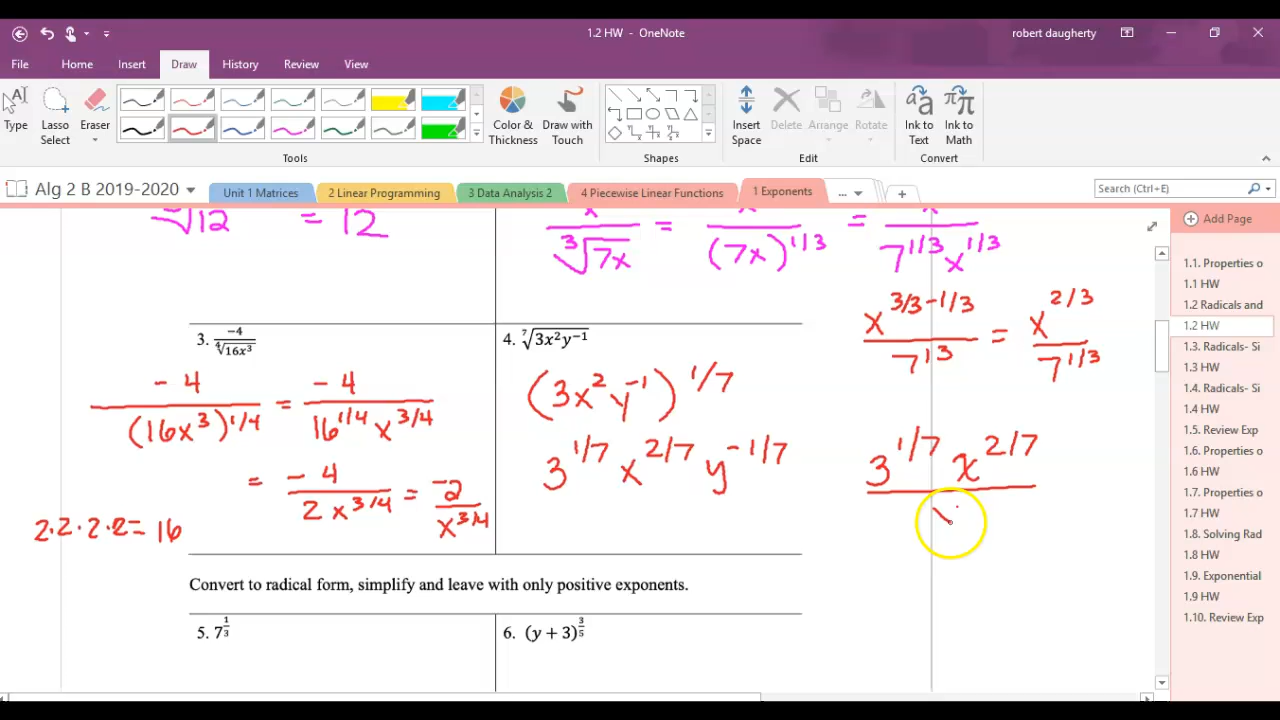 1.2 HW - OneNote
robert daugherty
File Home Insert Draw History Review View
Type
Lasso Select
Eraser
Color & Thickness
Draw with Touch
Insert Space
Delete
Arrange
Rotate
Ink to Text
Ink to Math
Tools Shapes Edit Convert
Alg 2 B 2019-2020
Unit 1 Matrices
2 Linear Programming
3 Data Analysis 2
4 Piecewise Linear Functions
1 Exponents
...
Search (Ctrl+E)
Add Page
1.1. Properties o
1.1 HW
1.2 Radicals and
1.2 HW
1.3. Radicals- Si
1.3 HW
1.4. Radicals- Si
1.4 HW
1.5. Review Exp
1.6. Properties o
1.6 HW
1.7. Properties o
1.7 HW
1.8. Solving Rad
1.8 HW
1.9. Exponential
1.9 HW
1.10. Review Exp
√12 = 12
x/∛(7x) = x/(7x)^1/3 = x/(7^1/3 x^1/3)
x^(3/3-1/3)/7^1/3 = x^2/3/7^1/3
3. -4/∜(16x³)
-4/(16x³)^1/4 = -4/(16^1/4 x^3/4)
= -4/(2x^3/4) = -2/x^3/4
2·2·2·2=16
4. ⁷√(3x²y⁻¹)
(3x²y⁻¹)^1/7
3^1/7 x^2/7 y^-1/7
3^1/7 x^2/7
Convert to radical form, simplify and leave with only positive exponents.
5. 7^1/3
6. (y + 3)^3/5